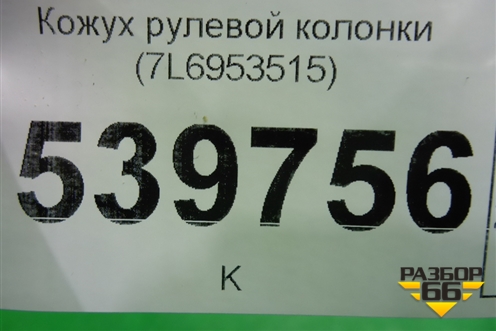 Кожух рулевой колонки
(7L6953515)
539756
К
РАЗБОР
66